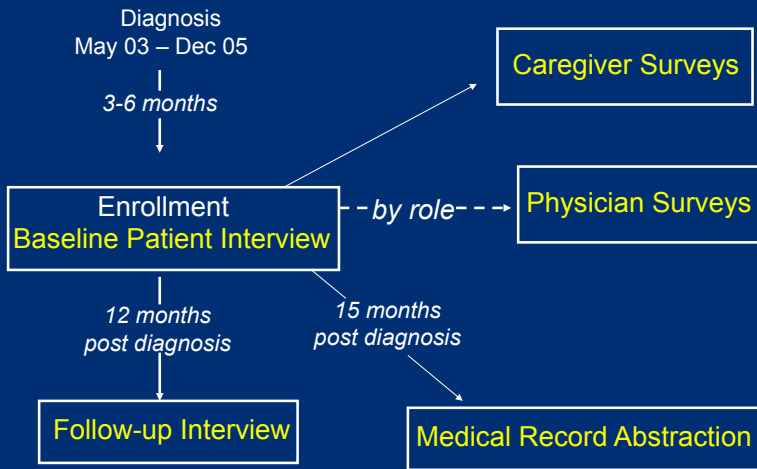 Diagnosis
May 03 – Dec 05
Caregiver Surveys
3-6 months
Enrollment
Baseline Patient Interview
by role
Physician Surveys
12 months
post diagnosis
15 months
post diagnosis
Follow-up Interview
Medical Record Abstraction